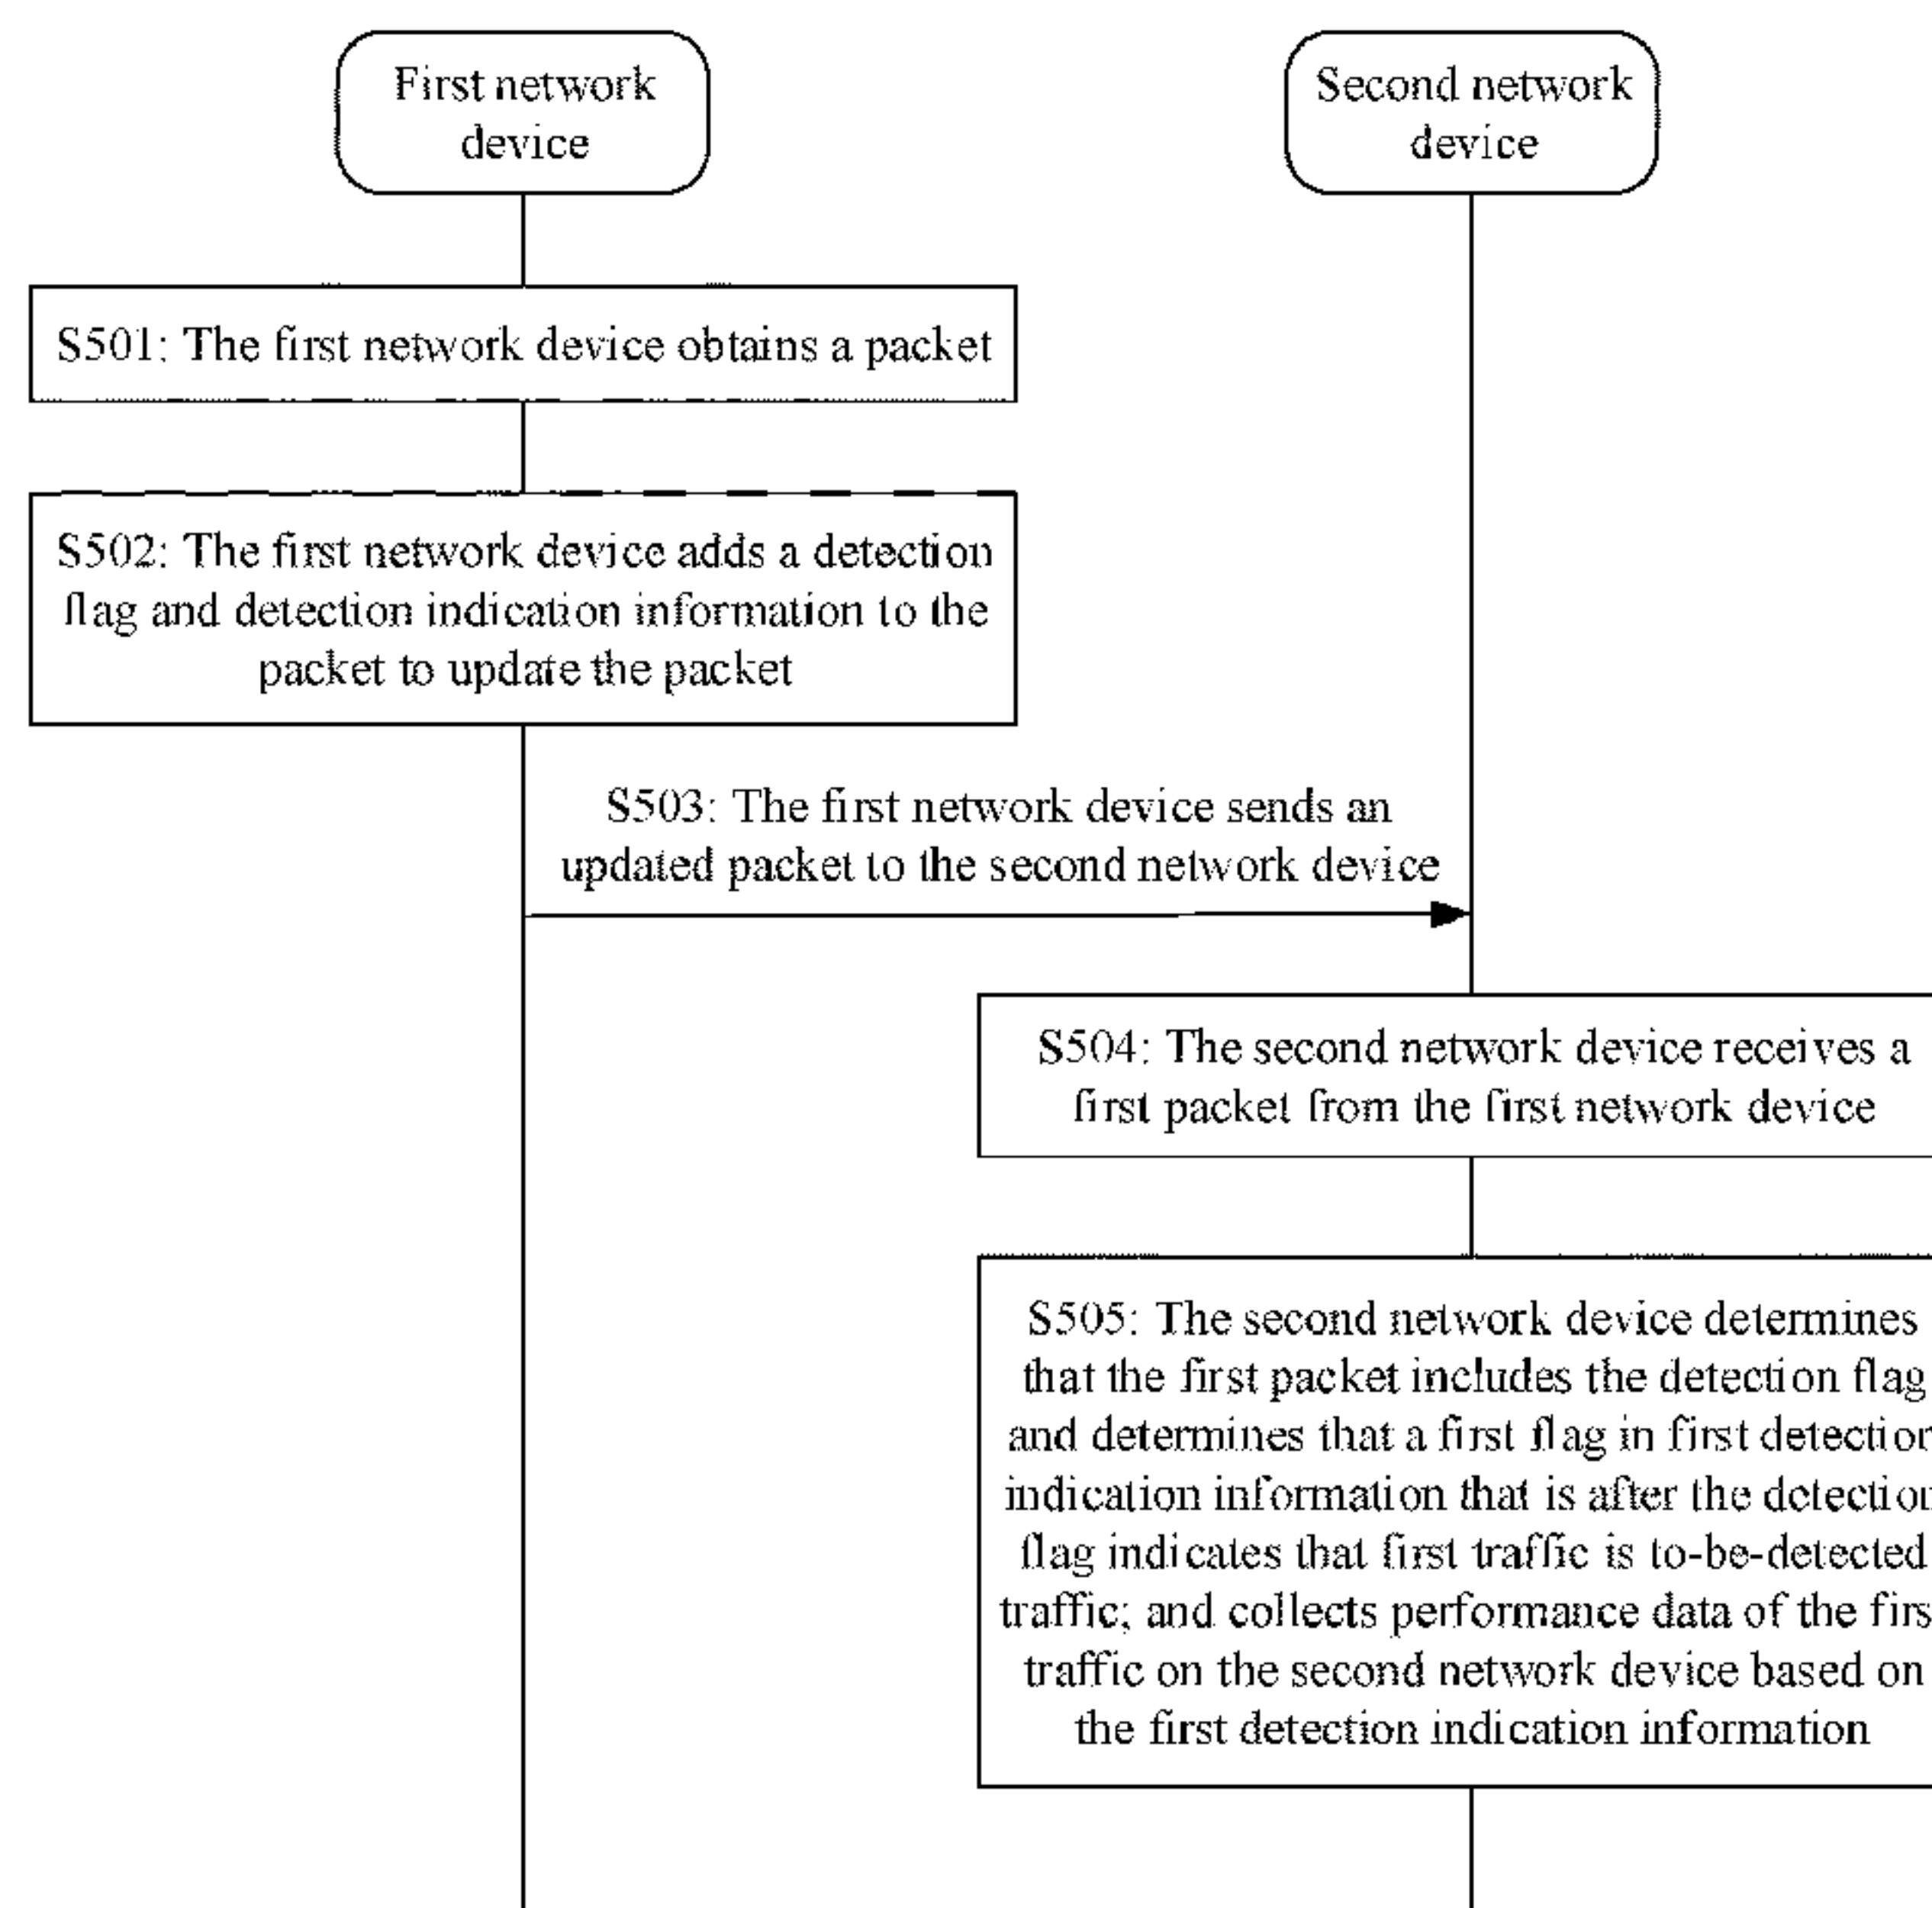 First network
device
Second network
device
S501: The first network device obtains a packet
S502: The first network device adds a detection
flag and detection indication information to the
packet to update the packet
S503: The first network device sends an
updated packet to the second network device
S504: The second network device receives a
first packet from the first network device
S505: The second network device determines
that the first packet includes the detection flag
and determines that a first flag in first detection
indication information that is after the detection
flag indicates that first traffic is to-be-detected
traffic; and collects performance data of the firs
traffic on the second network device based on
the first detection indication information